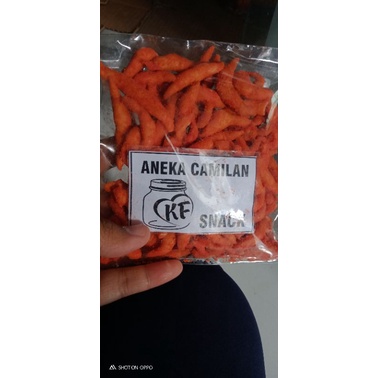 ANEKA CAMILAN
KF
SNACK
SHOT ON OPPO